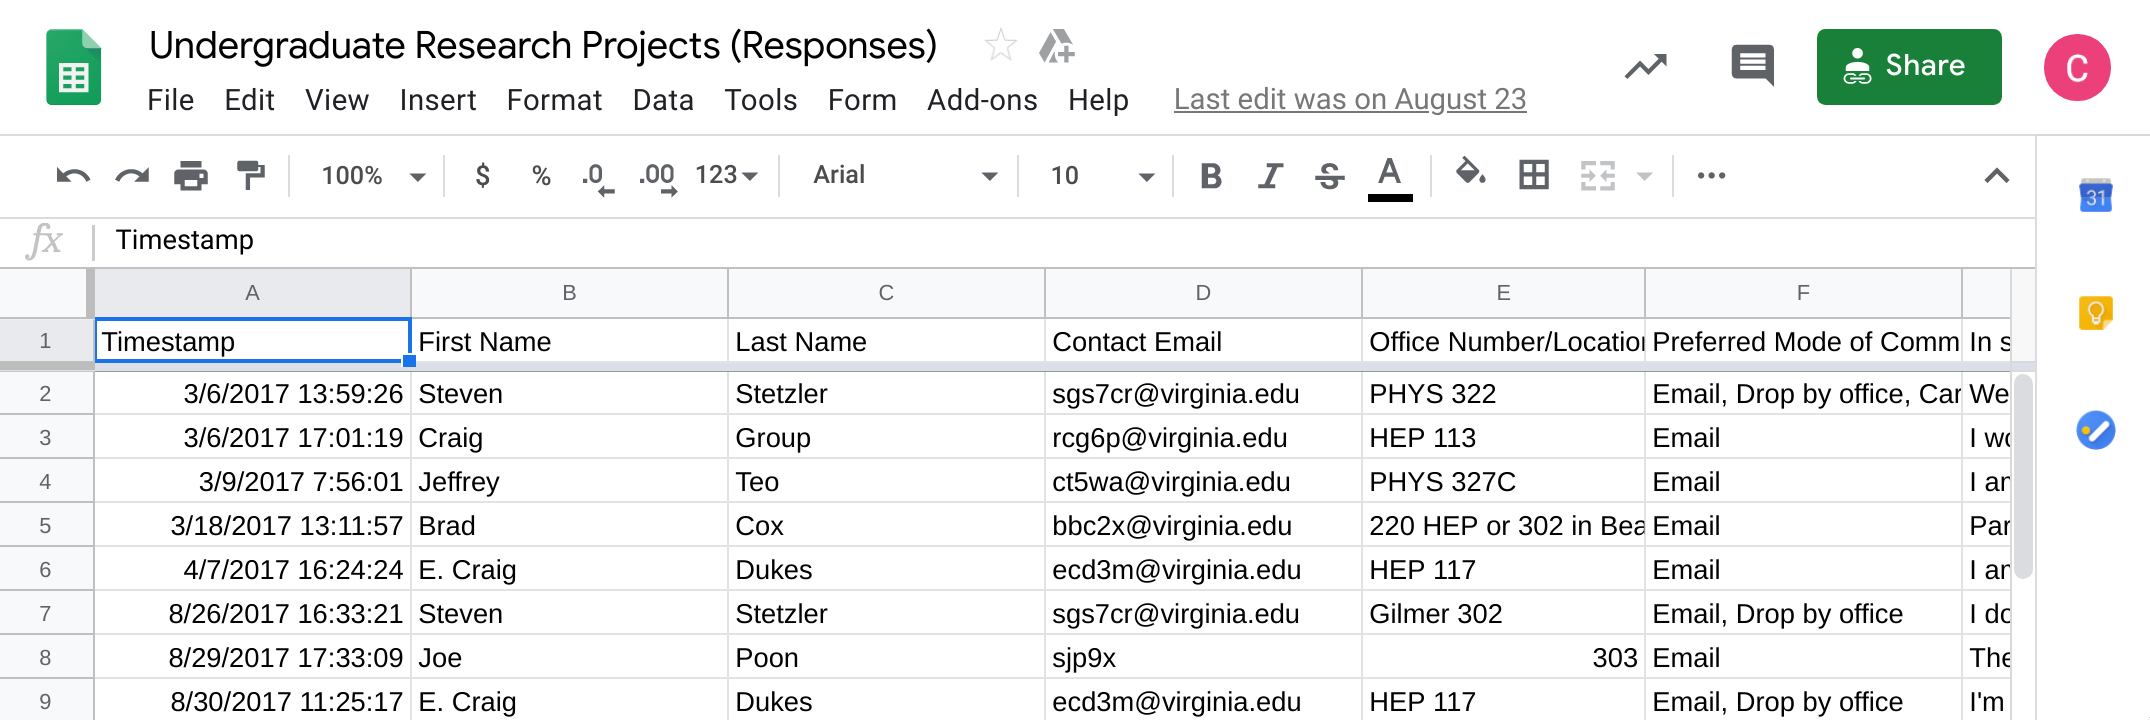 Undergraduate Research Projects (Responses)
File Edit View Insert Format Data Tools Form Add-ons Help Last edit was on August 23
Share
C
100% $ % .0 .00 123 Arial 10 B I S A
31
fx Timestamp
A B C D E F
1 Timestamp First Name Last Name Contact Email Office Number/Location Preferred Mode of Comm In s
2 3/6/2017 13:59:26 Steven Stetzler sgs7cr@virginia.edu PHYS 322 Email, Drop by office, Car We
3 3/6/2017 17:01:19 Craig Group rcg6p@virginia.edu HEP 113 Email I wo
4 3/9/2017 7:56:01 Jeffrey Teo ct5wa@virginia.edu PHYS 327C Email I am
5 3/18/2017 13:11:57 Brad Cox bbc2x@virginia.edu 220 HEP or 302 in Bea Email Par
6 4/7/2017 16:24:24 E. Craig Dukes ecd3m@virginia.edu HEP 117 Email I am
7 8/26/2017 16:33:21 Steven Stetzler sgs7cr@virginia.edu Gilmer 302 Email, Drop by office I do
8 8/29/2017 17:33:09 Joe Poon sjp9x 303 Email The
9 8/30/2017 11:25:17 E. Craig Dukes ecd3m@virginia.edu HEP 117 Email, Drop by office I'm